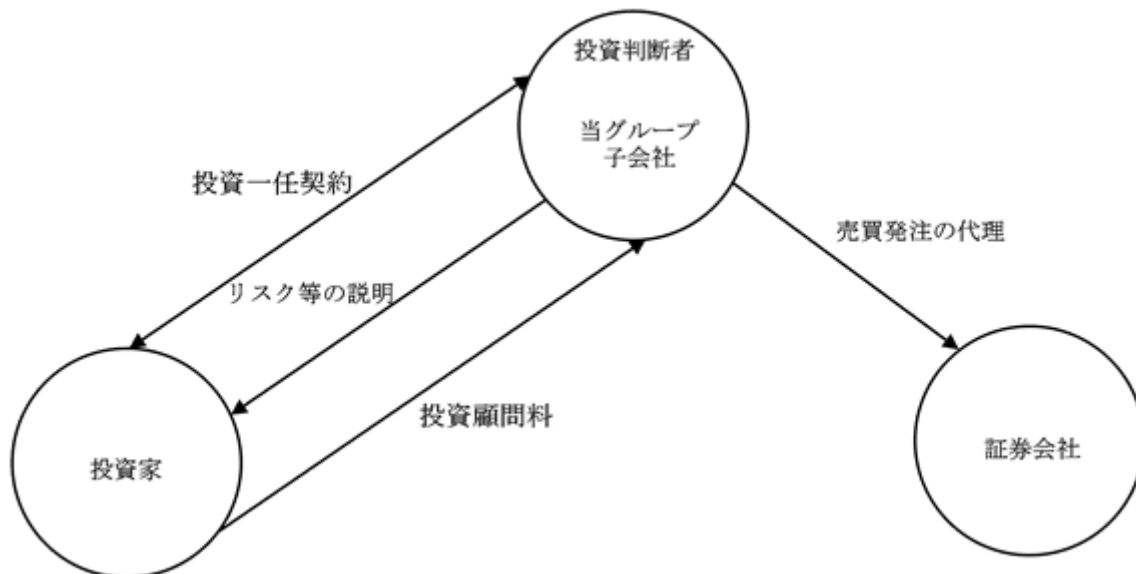 投資判断者
当グループ
子会社
投資一任契約
売買発注の代理
リスク等の説明
投資顧問料
投資家
証券会社